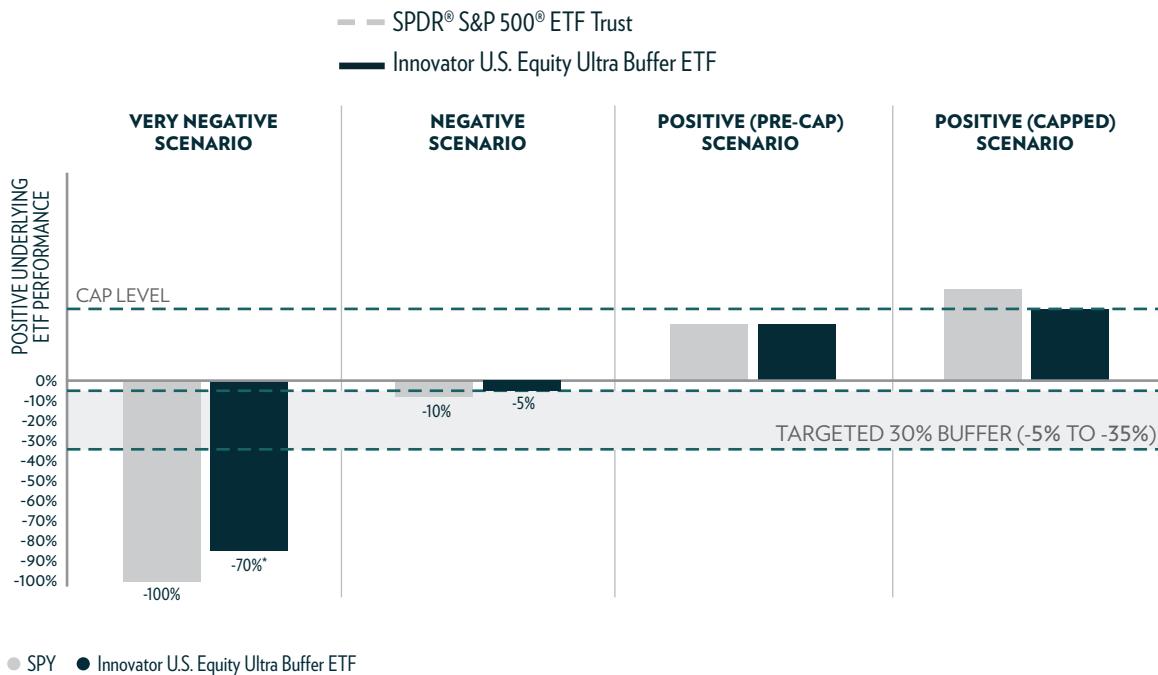 SPDR® S&P 500® ETF Trust
Innovator U.S. Equity Ultra Buffer ETF
VERY NEGATIVE
SCENARIO
NEGATIVE
SCENARIO
POSITIVE (PRE-CAP)
SCENARIO
POSITIVE (CAPPED)
SCENARIO
POSITIVE UNDERLYING
ETF PERFORMANCE
CAP LEVEL
0%
-10%
-20%
-30%
-40%
-50%
-60%
-70%
-80%
-90%
-100%
-10%
-5%
TARGETED 30% BUFFER (-5% TO -35%)
-70%*
-100%
SPY
Innovator U.S. Equity Ultra Buffer ETF